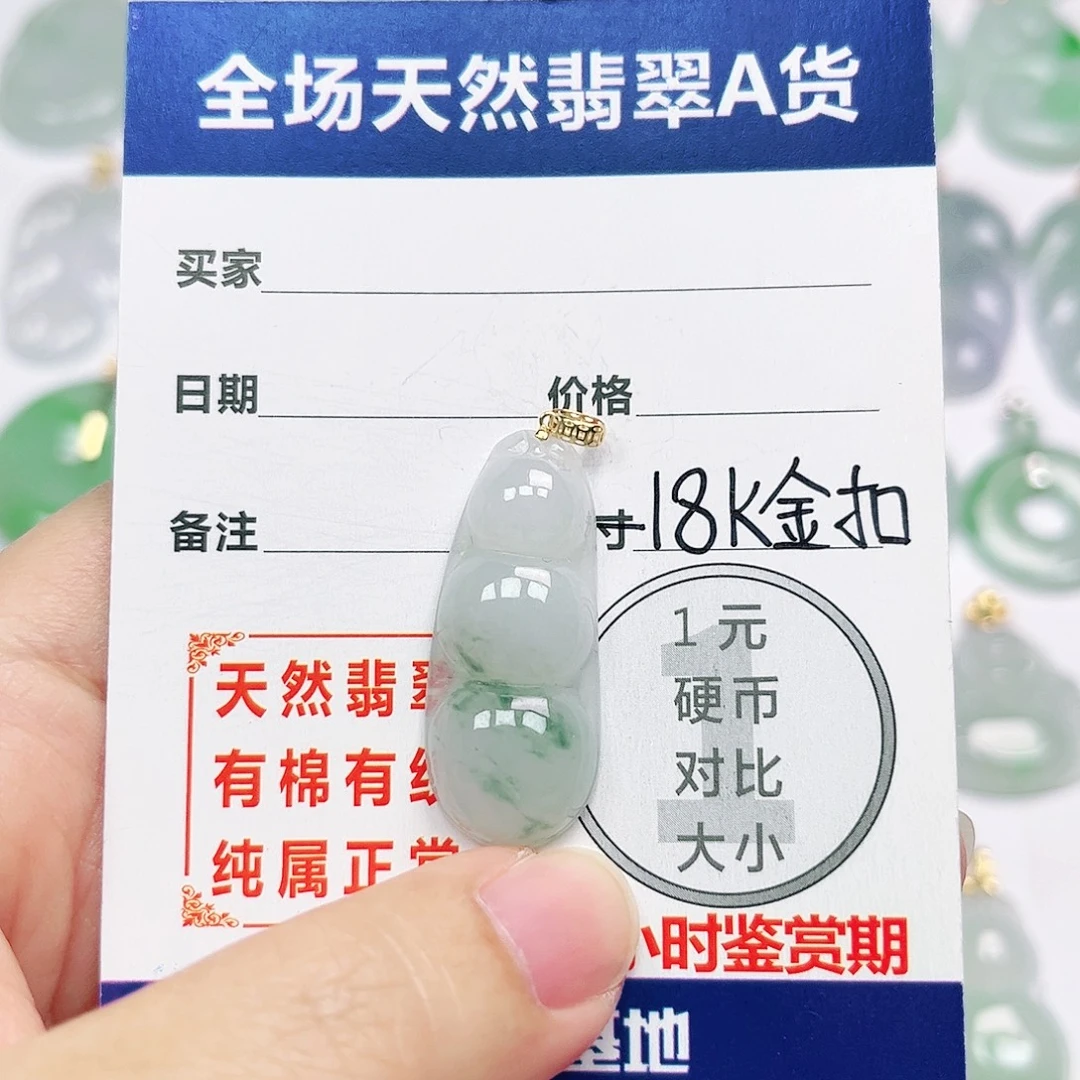 全场天然翡翠A货
买家
日期 价格
备注 寸18K金扣
天然翡
有棉有
纯属正常
1元
硬币
对比
大小
小时鉴赏期
基地